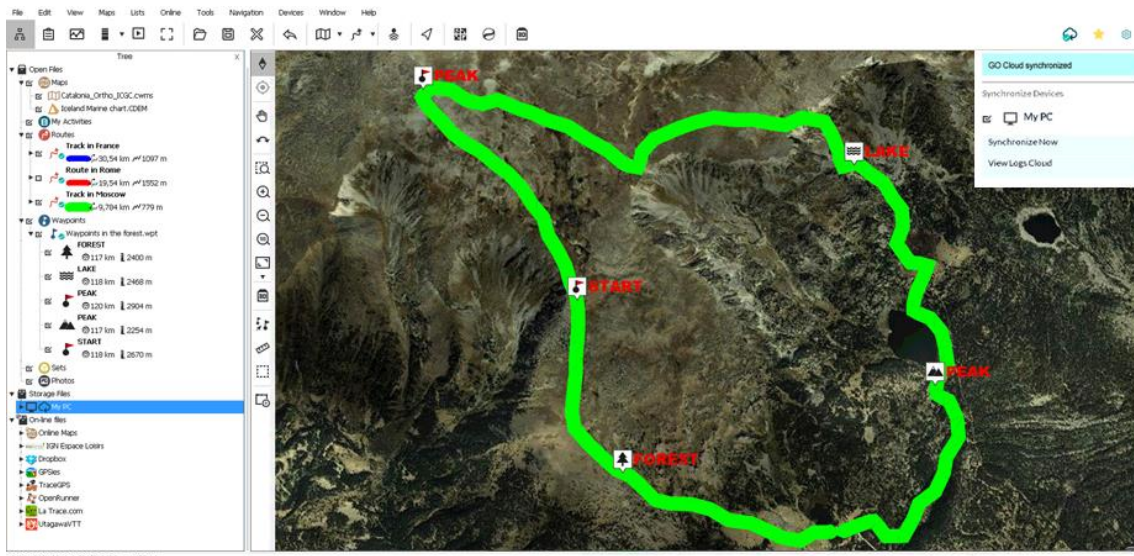 File Edit View Maps Lists Online Tools Navigation Devices Window Help
Tree X
Open Files
Maps
Catalonia_Ortho_ICGC.cwms
Iceland Marine chart.CDEM
My Activities
Routes
Track in France
30,54 km 1097 m
Route in Rome
19,54 km 1552 m
Track in Moscow
9,784 km 779 m
Waypoints
Waypoints in the forest.wpt
FOREST
117 km 2400 m
LAKE
118 km 2468 m
PEAK
120 km 2904 m
PEAK
117 km 2254 m
START
118 km 2670 m
Sets
Photos
Storage Files
My PC
On-line files
Online Maps
IGN Espace Loisirs
Dropbox
GPSies
TraceGPS
OpenRunner
La Trace.com
UtagawaVTT
3D
3D
PEAK
LAKE
START
PEAK
FOREST
GO Cloud synchronized
Synchronize Devices
My PC
Synchronize Now
View Logs Cloud